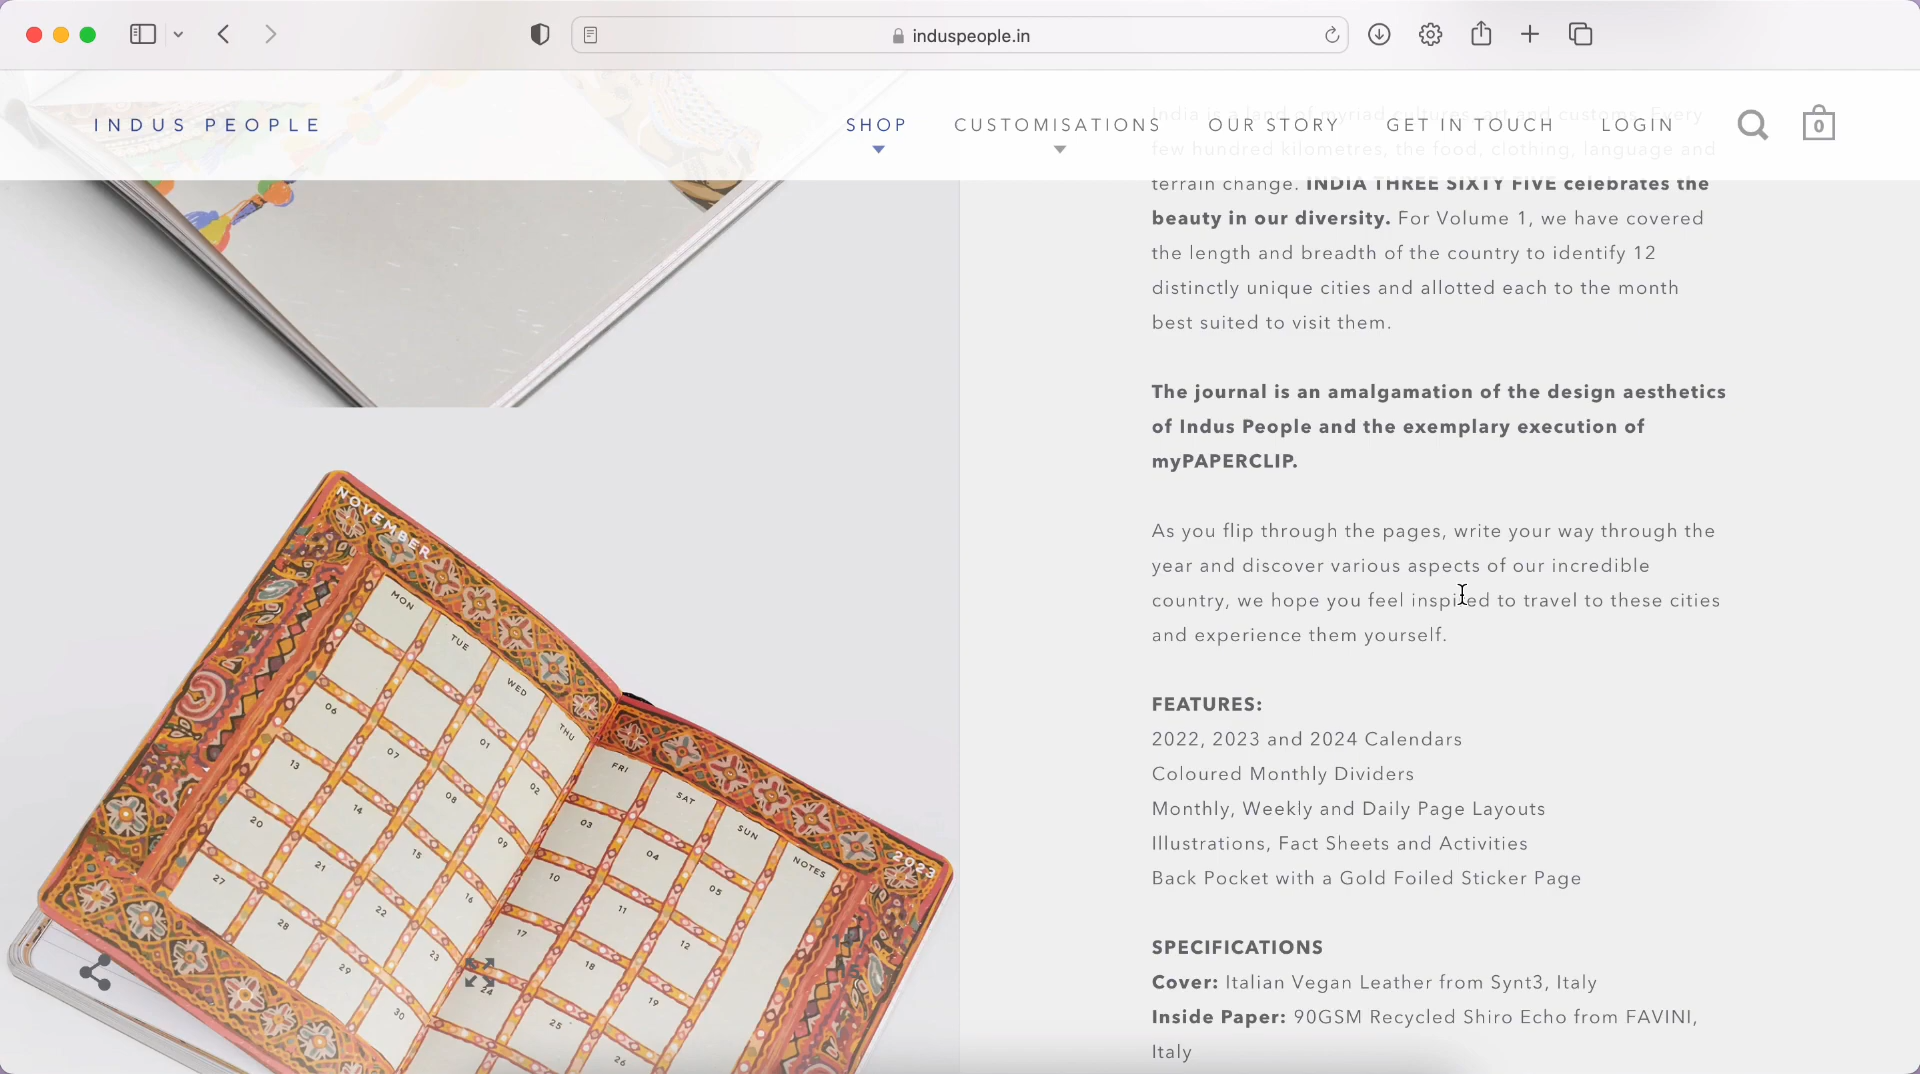 induspeople.in
INDUS PEOPLE
SHOP
CUSTOMISATIONS
OUR STORY
GET IN TOUCH
LOGIN
0
India is a land of myriad cultures, art and customs. Every
few hundred kilometres, the food, clothing, language and
terrain change. INDIA THREE SIXTY FIVE celebrates the
beauty in our diversity. For Volume 1, we have covered
the length and breadth of the country to identify 12
distinctly unique cities and allotted each to the month
best suited to visit them.
The journal is an amalgamation of the design aesthetics
of Indus People and the exemplary execution of
myPAPERCLIP.
As you flip through the pages, write your way through the
year and discover various aspects of our incredible
country, we hope you feel inspired to travel to these cities
and experience them yourself.
FEATURES:
2022, 2023 and 2024 Calendars
Coloured Monthly Dividers
Monthly, Weekly and Daily Page Layouts
Illustrations, Fact Sheets and Activities
Back Pocket with a Gold Foiled Sticker Page
SPECIFICATIONS
Cover: Italian Vegan Leather from Synt3, Italy
Inside Paper: 90GSM Recycled Shiro Echo from FAVINI,
Italy
NOVEMBER
2023
MON TUE WED THU FRI SAT SUN NOTES
01 02 03 04 05
06 07 08 09 10 11 12
13 14 15 16 17 18 19
20 21 22 23 24 25 26
27 28 29 30